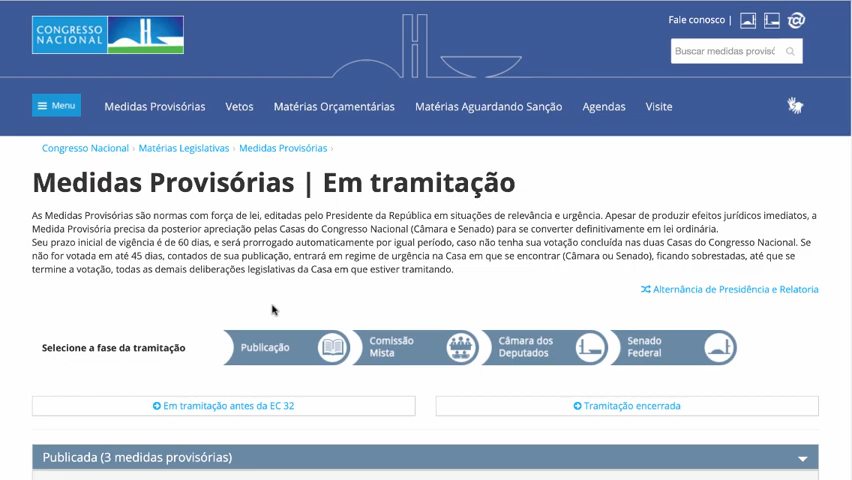 CONGRESSO
NACIONAL
Fale conosco |
Buscar medidas provisó
Menu
Medidas Provisórias
Vetos
Matérias Orçamentárias
Matérias Aguardando Sanção
Agendas
Visite
Congresso Nacional › Matérias Legislativas › Medidas Provisórias ›
Medidas Provisórias | Em tramitação
As Medidas Provisórias são normas com força de lei, editadas pelo Presidente da República em situações de relevância e urgência. Apesar de produzir efeitos jurídicos imediatos, a
Medida Provisória precisa da posterior apreciação pelas Casas do Congresso Nacional (Câmara e Senado) para se converter definitivamente em lei ordinária.
Seu prazo inicial de vigência é de 60 dias, e será prorrogado automaticamente por igual período, caso não tenha sua votação concluída nas duas Casas do Congresso Nacional. Se
não for votada em até 45 dias, contados de sua publicação, entrará em regime de urgência na Casa em que se encontrar (Câmara ou Senado), ficando sobrestadas, até que se
termine a votação, todas as demais deliberações legislativas da Casa em que estiver tramitando.
Alternância de Presidência e Relatoria
Selecione a fase da tramitação
Publicação
Comissão
Mista
Câmara dos
Deputados
Senado
Federal
Em tramitação antes da EC 32
Tramitação encerrada
Publicada (3 medidas provisórias)